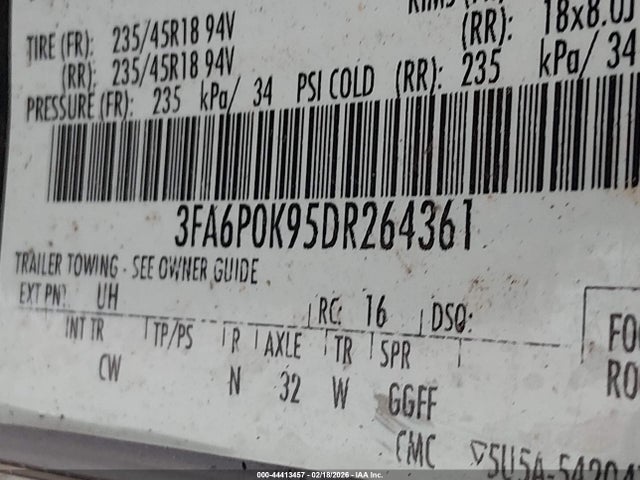 TIRE (FR): 235/45R18 94V
(RR): 235/45R18 94V
(RR): 18x8.0J
PRESSURE (FR): 235 kPa/ 34 PSI COLD (RR): 235 kPa/ 34
3FA6P0K95DR264361
TRAILER TOWING - SEE OWNER GUIDE
EXT PNT: UH RC: 16 DSO:
INT TR TP/PS R AXLE TR SPR
CW N 32 W GGFF
CMC
000-44413457 | 02/18/2026 - IAA Inc.